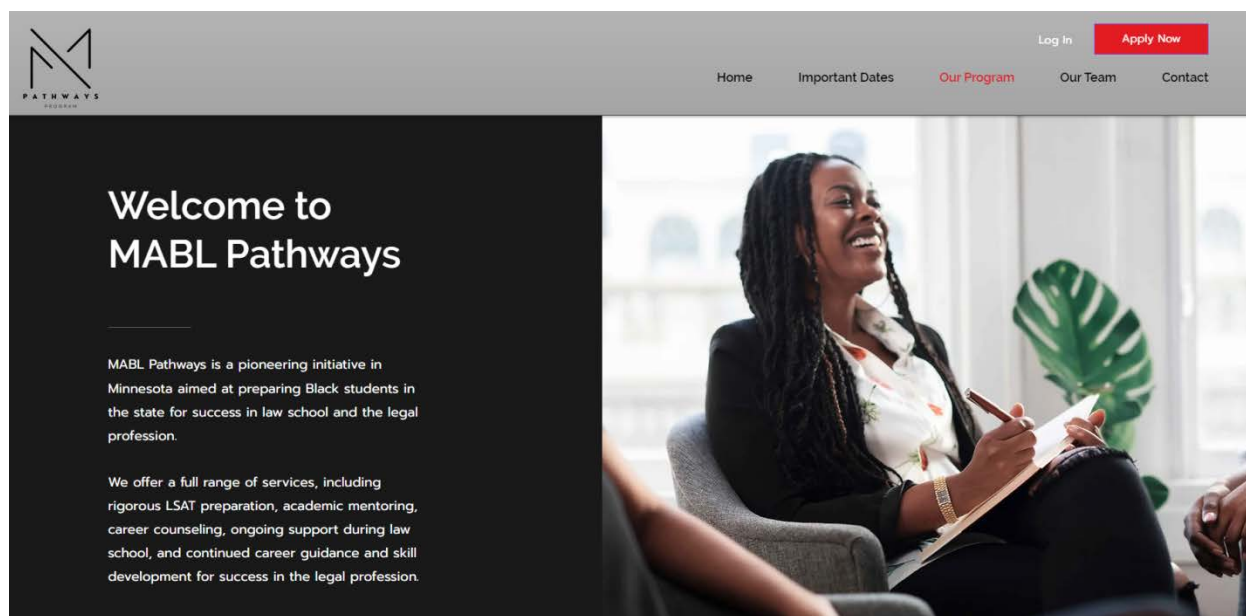 PATHWAYS
PROGRAM
Log In
Apply Now
Home
Important Dates
Our Program
Our Team
Contact
Welcome to
MABL Pathways
MABL Pathways is a pioneering initiative in
Minnesota aimed at preparing Black students in
the state for success in law school and the legal
profession.
We offer a full range of services, including
rigorous LSAT preparation, academic mentoring,
career counseling, ongoing support during law
school, and continued career guidance and skill
development for success in the legal profession.